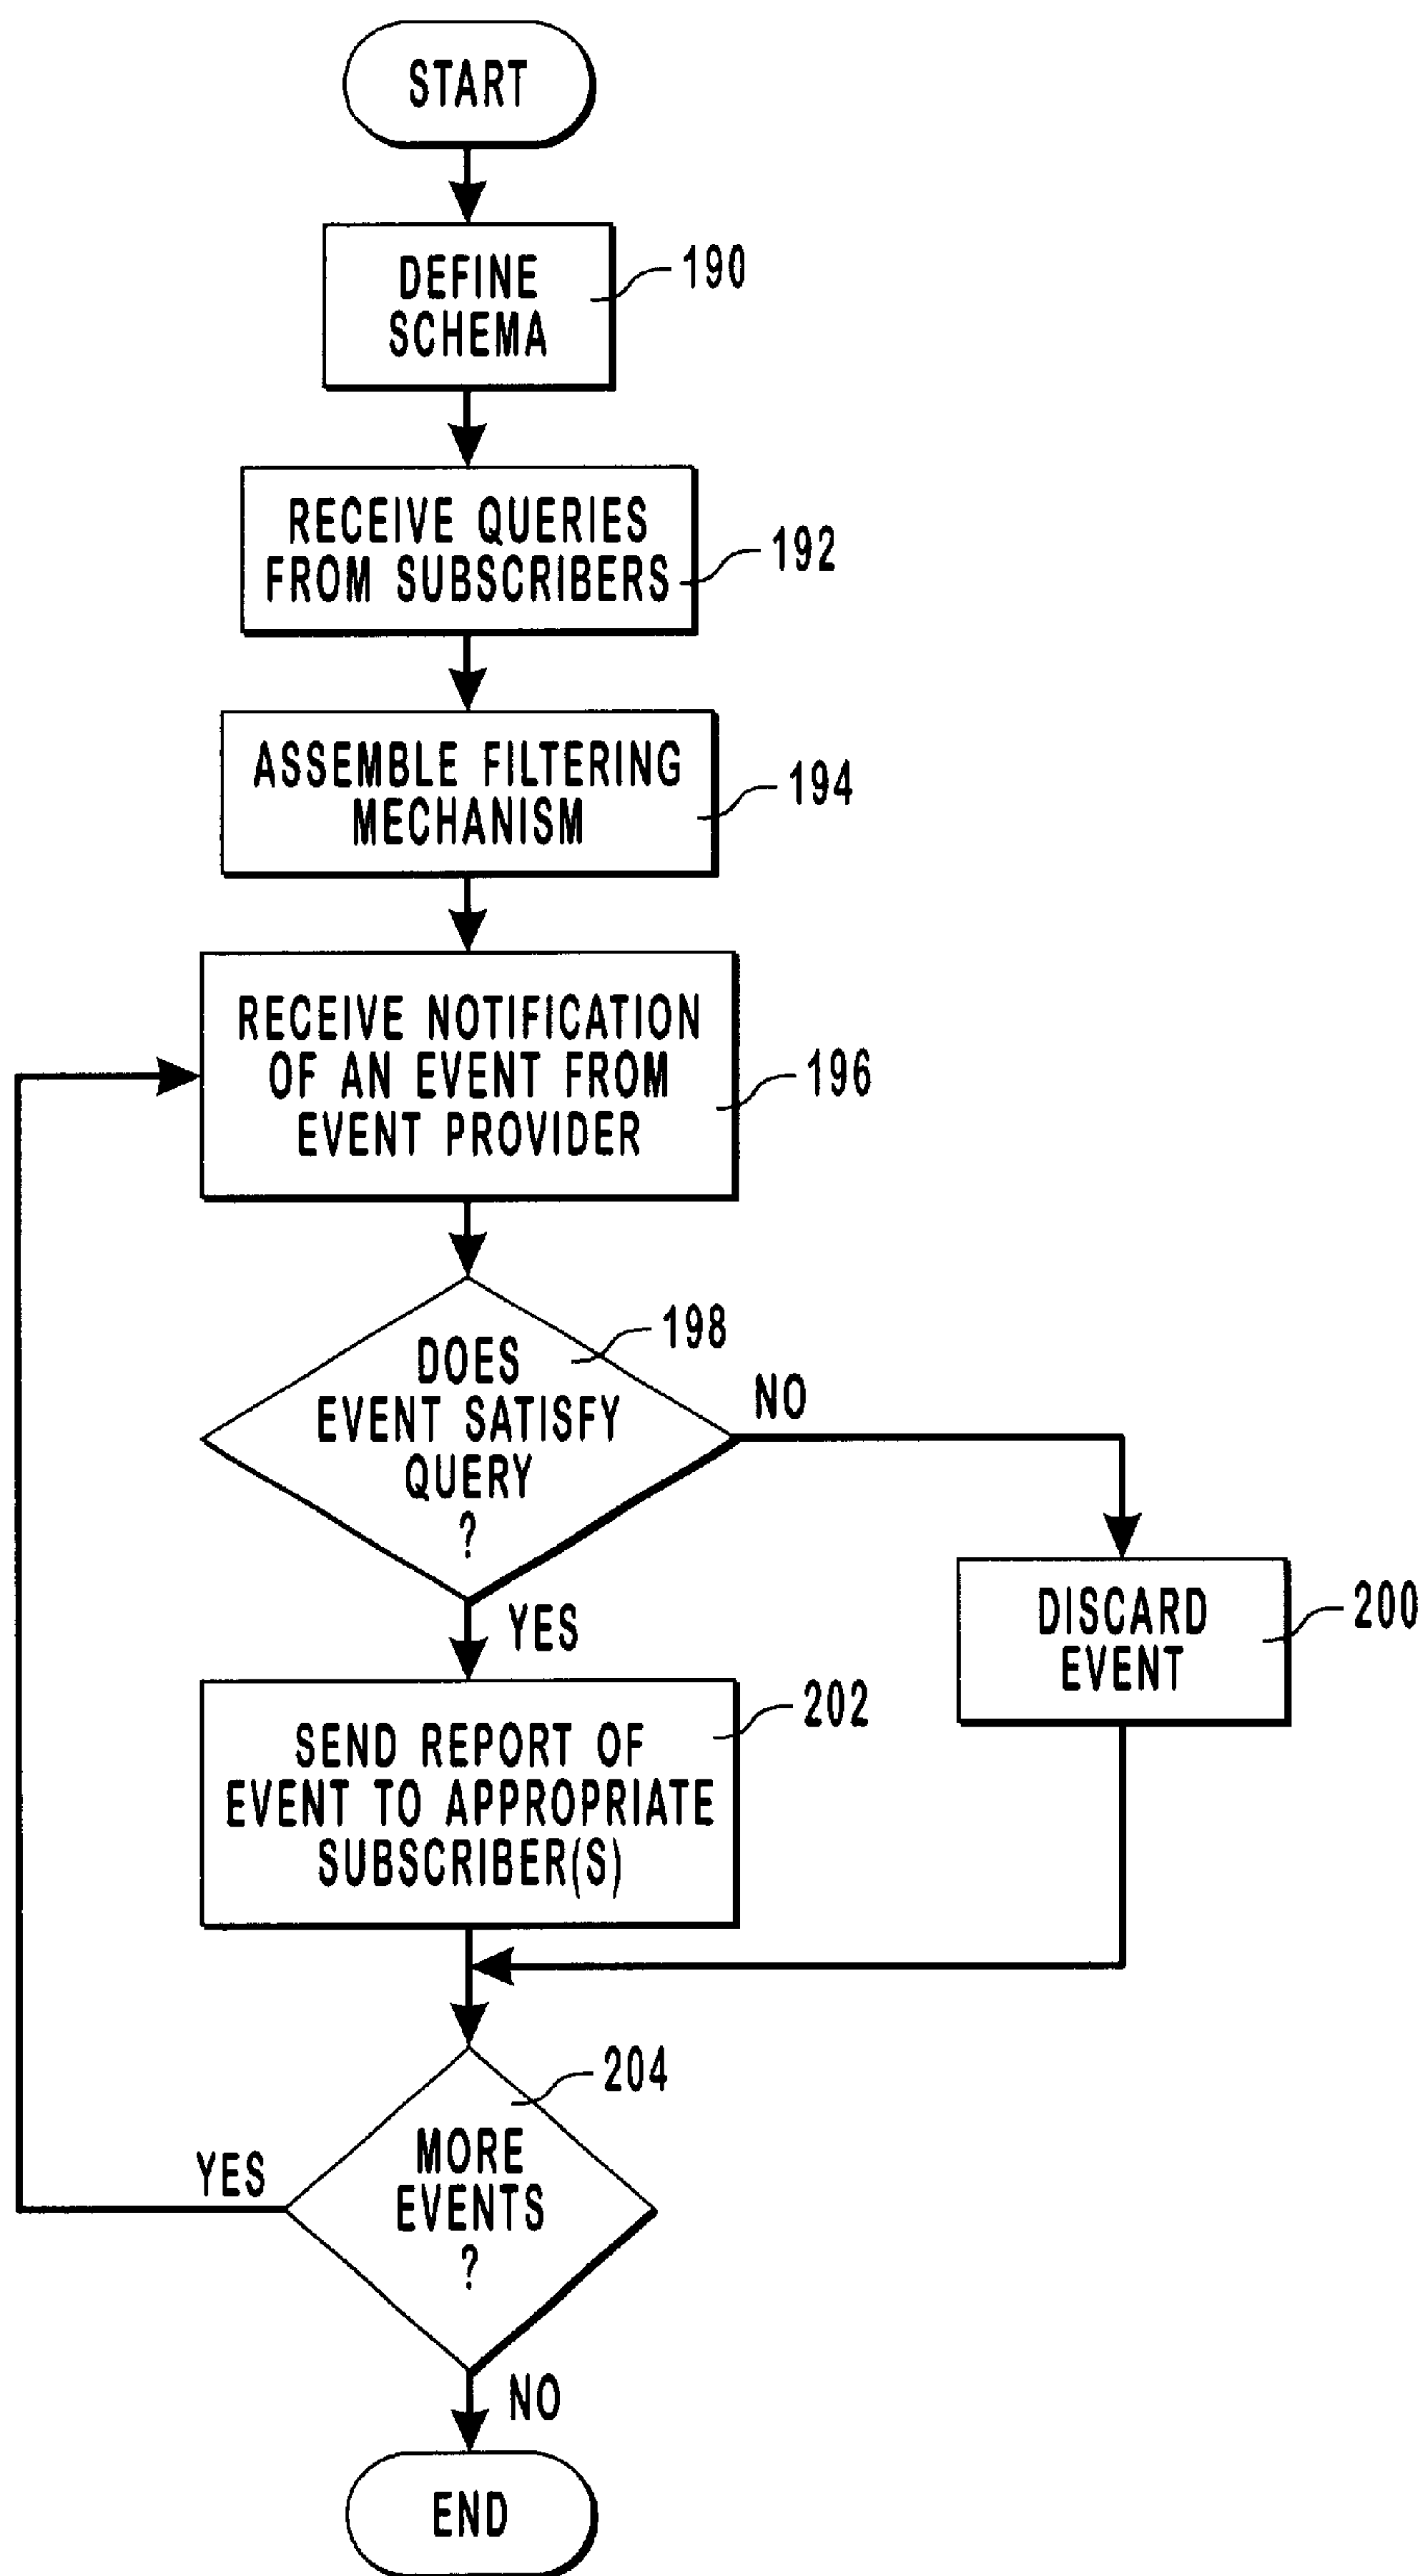 START
DEFINE
SCHEMA
190
RECEIVE QUERIES
FROM SUBSCRIBERS
192
ASSEMBLE FILTERING
MECHANISM
194
RECEIVE NOTIFICATION
OF AN EVENT FROM
EVENT PROVIDER
196
DOES
EVENT SATISFY
QUERY
?
198
NO
YES
DISCARD
EVENT
200
SEND REPORT OF
EVENT TO APPROPRIATE
SUBSCRIBER(S)
202
MORE
EVENTS
?
204
YES
NO
END